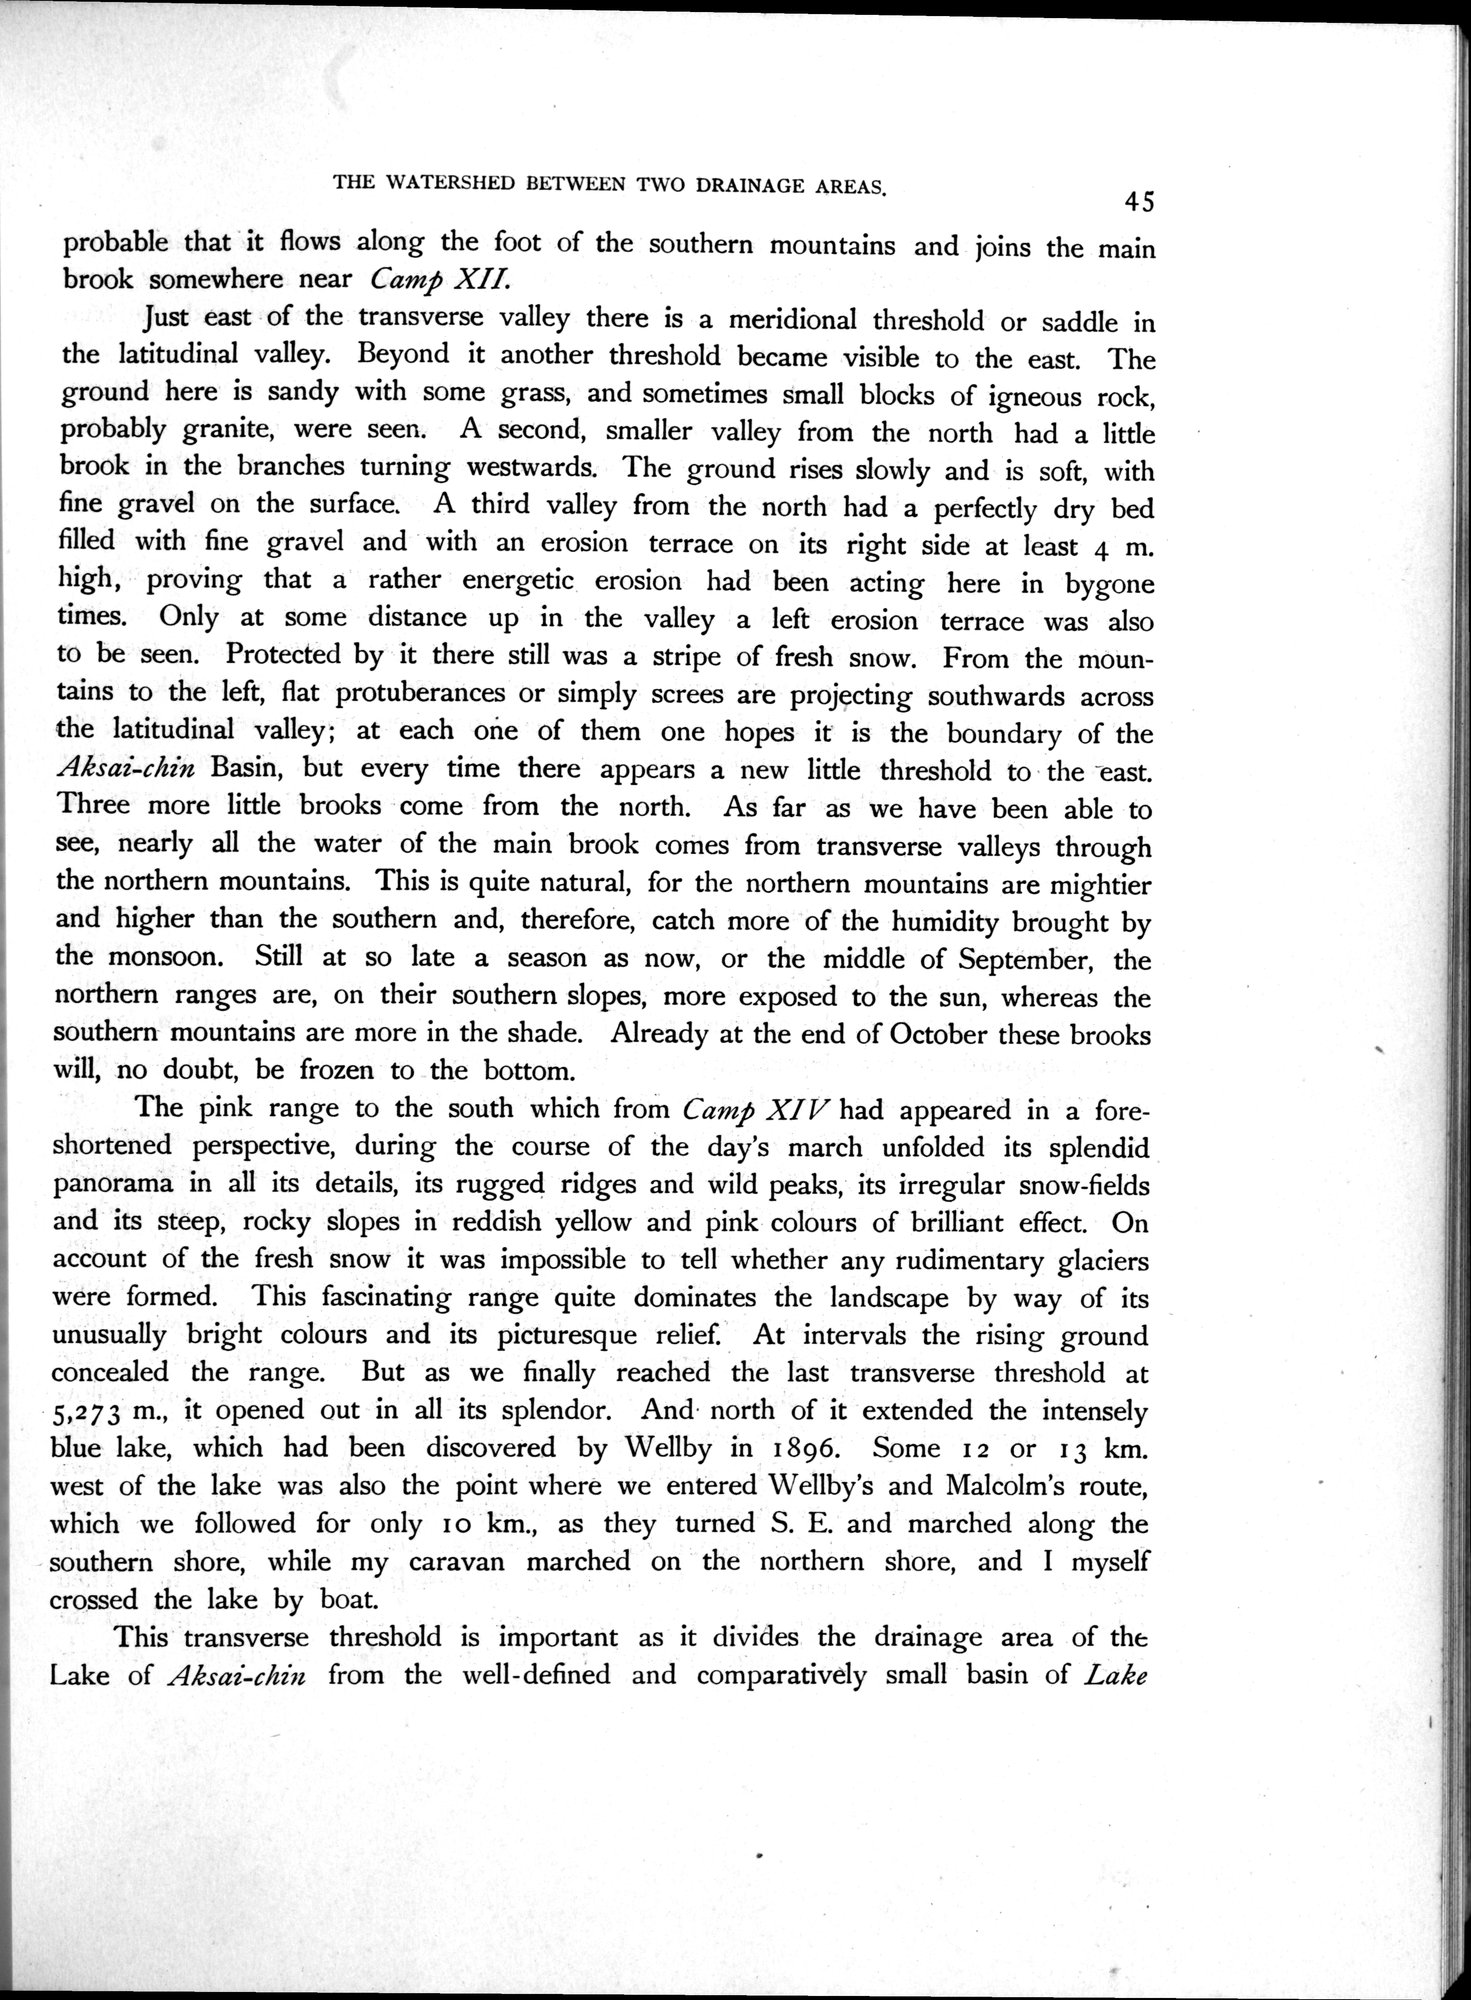 THE WATERSHED BETWEEN TWO DRAINAGE AREAS.
45
probable that it flows along the foot of the southern mountains and joins the main
brook somewhere near Camp XII.
Just east of the transverse valley there is a meridional threshold or saddle in
the latitudinal valley. Beyond it another threshold became visible to the east. The
ground here is sandy with some grass, and sometimes small blocks of igneous rock,
probably granite, were seen. A second, smaller valley from the north had a little
brook in the branches turning westwards. The ground rises slowly and is soft, with
fine gravel on the surface. A third valley from the north had a perfectly dry bed
filled with fine gravel and with an erosion terrace on its right side at least 4 m.
high, proving that a rather energetic erosion had been acting here in bygone
times. Only at some distance up in the valley a left erosion terrace was also
to be seen. Protected by it there still was a stripe of fresh snow. From the moun-
tains to the left, flat protuberances or simply screes are projecting southwards across
the latitudinal valley; at each one of them one hopes it is the boundary of the
Aksai-chin Basin, but every time there appears a new little threshold to the east.
Three more little brooks come from the north. As far as we have been able to
see, nearly all the water of the main brook comes from transverse valleys through
the northern mountains. This is quite natural, for the northern mountains are mightier
and higher than the southern and, therefore, catch more of the humidity brought by
the monsoon. Still at so late a season as now, or the middle of September, the
northern ranges are, on their southern slopes, more exposed to the sun, whereas the
southern mountains are more in the shade. Already at the end of October these brooks
will, no doubt, be frozen to the bottom.
The pink range to the south which from Camp XIV had appeared in a fore-
shortened perspective, during the course of the day's march unfolded its splendid
panorama in all its details, its rugged ridges and wild peaks, its irregular snow-fields
and its steep, rocky slopes in reddish yellow and pink colours of brilliant effect. On
account of the fresh snow it was impossible to tell whether any rudimentary glaciers
were formed. This fascinating range quite dominates the landscape by way of its
unusually bright colours and its picturesque relief. At intervals the rising ground
concealed the range. But as we finally reached the last transverse threshold at
5,273 m., it opened out in all its splendor. And north of it extended the intensely
blue lake, which had been discovered by Wellby in 1896. Some 12 or 13 km.
west of the lake was also the point where we entered Wellby's and Malcolm's route,
which we followed for only 10 km., as they turned S. E. and marched along the
southern shore, while my caravan marched on the northern shore, and I myself
crossed the lake by boat.
This transverse threshold is important as it divides the drainage area of the
Lake of Aksai-chin from the well-defined and comparatively small basin of Lake